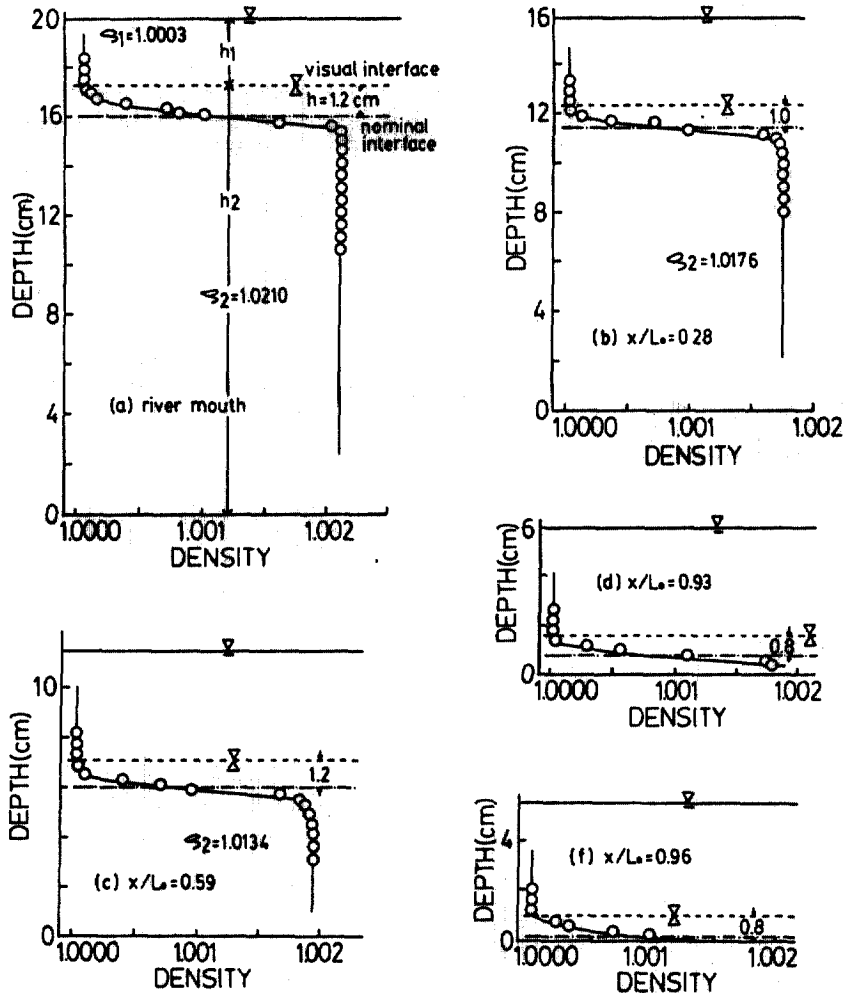 20
ϱ1=1.0003
h1
visual interface
h=1.2 cm
nominal
interface
16
12
8
4
0
h2
ϱ2=1.0210
(a) river mouth
DEPTH(cm)
1.0000 1.001 1.002
DENSITY
16
12
8
4
0
1.0
ϱ2=1.0176
(b) x/L₀=0.28
DEPTH(cm)
1.0000 1.001 1.002
DENSITY
10
0
1.2
ϱ2=1.0134
(c) x/L₀=0.59
DEPTH(cm)
1.0000 1.001 1.002
DENSITY
6
0
(d) x/L₀=0.93
0.8
DEPTH(cm)
1.0000 1.001 1.002
DENSITY
4
0
(f) x/L₀=0.96
0.8
DEPTH(cm)
1.0000 1.001 1.002
DENSITY